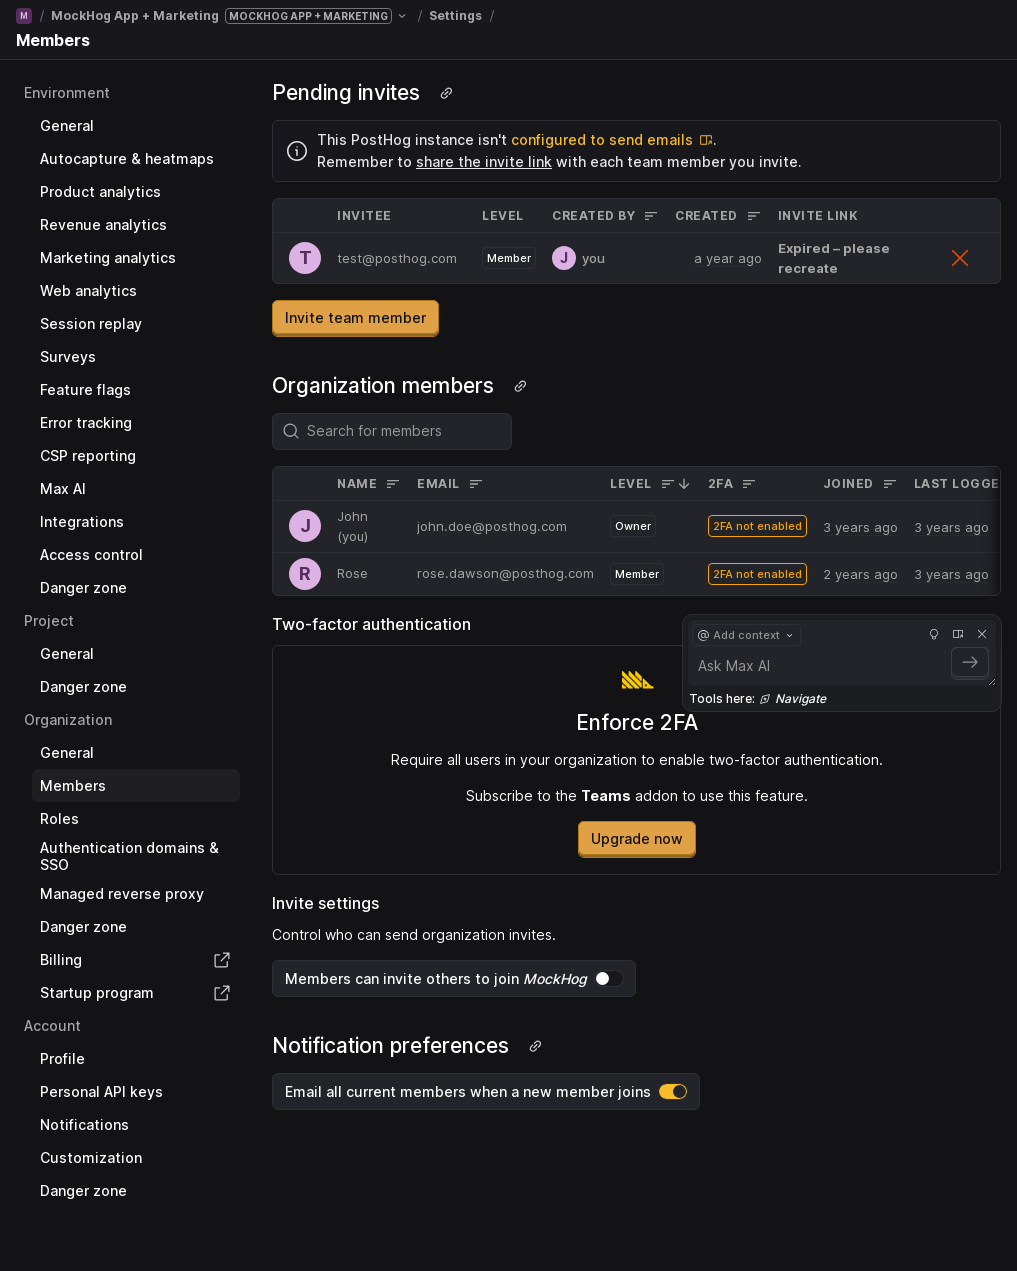 M / MockHog App + Marketing MOCKHOG APP + MARKETING / Settings /
Members
Environment
General
Autocapture & heatmaps
Product analytics
Revenue analytics
Marketing analytics
Web analytics
Session replay
Surveys
Feature flags
Error tracking
CSP reporting
Max AI
Integrations
Access control
Danger zone
Project
General
Danger zone
Organization
General
Members
Roles
Authentication domains &
SSO
Managed reverse proxy
Danger zone
Billing
Startup program
Account
Profile
Personal API keys
Notifications
Customization
Danger zone
Pending invites
This PostHog instance isn't configured to send emails .
Remember to share the invite link with each team member you invite.
INVITEE LEVEL CREATED BY CREATED INVITE LINK
T test@posthog.com Member J you a year ago Expired – please
recreate
Invite team member
Organization members
Search for members
NAME EMAIL LEVEL 2FA JOINED LAST LOGGE
J John
(you) john.doe@posthog.com Owner 2FA not enabled 3 years ago 3 years ago
R Rose rose.dawson@posthog.com Member 2FA not enabled 2 years ago 3 years ago
Two-factor authentication
@ Add context
Ask Max AI
Tools here: Navigate
Enforce 2FA
Require all users in your organization to enable two-factor authentication.
Subscribe to the Teams addon to use this feature.
Upgrade now
Invite settings
Control who can send organization invites.
Members can invite others to join MockHog
Notification preferences
Email all current members when a new member joins